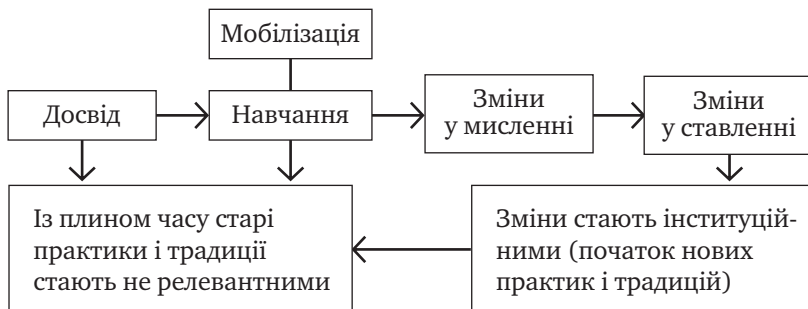 Мобілізація
Досвід
Навчання
Зміни
у мисленні
Зміни
у ставленні
Із плином часу старі
практики і традиції
стають не релевантними
Зміни стають інституцій-
ними (початок нових
практик і традицій)